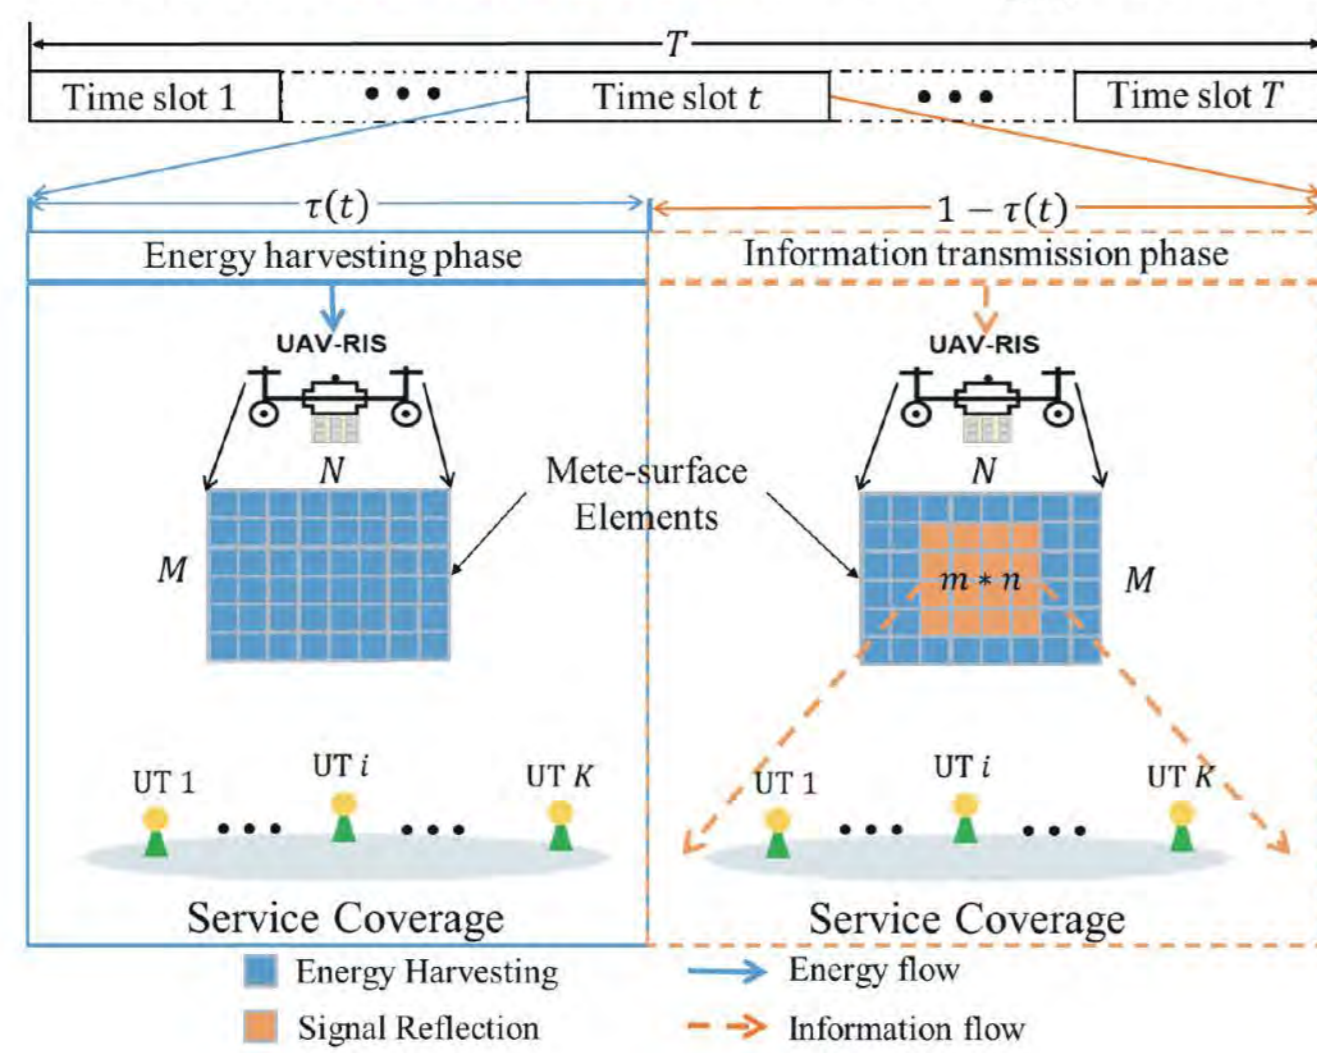 T
Time slot 1 ••• Time slot t ••• Time slot T
τ(t) 1 − τ(t)
Energy harvesting phase Information transmission phase
UAV-RIS UAV-RIS
N Mete-surface N
Elements
M m * n M
UT 1 ••• UT i ••• UT K UT 1 ••• UT i ••• UT K
Service Coverage Service Coverage
Energy Harvesting Energy flow
Signal Reflection Information flow